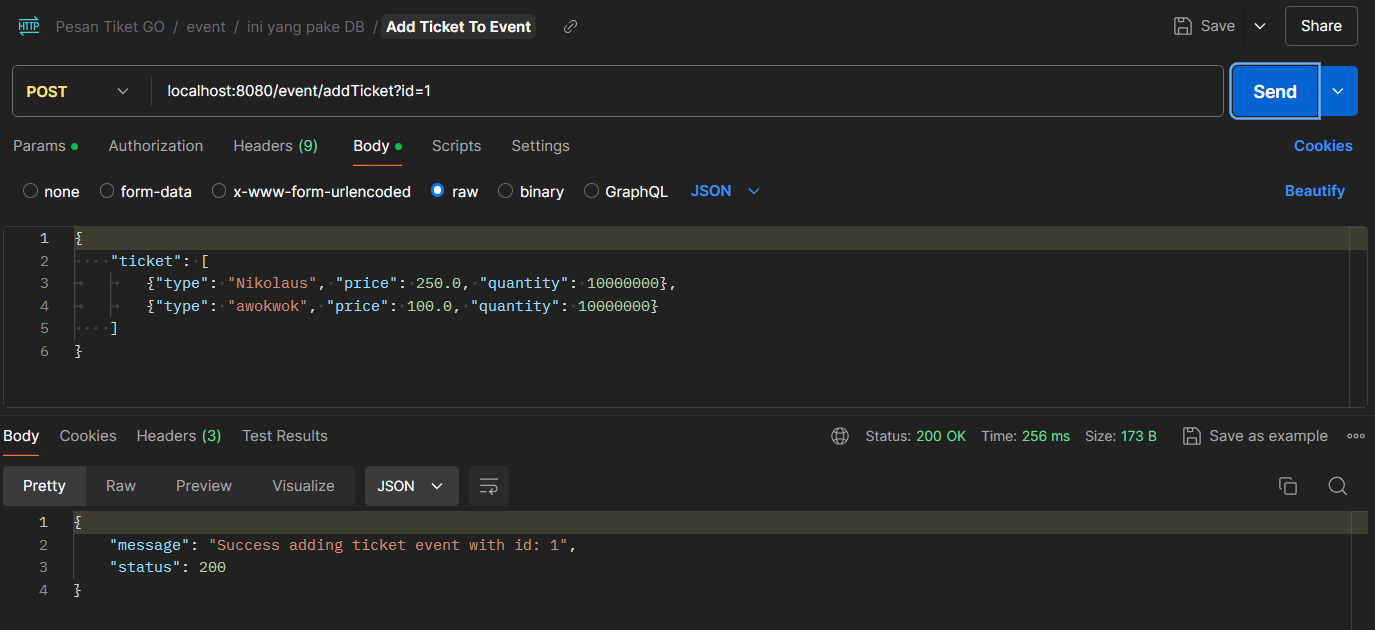 HTTP Pesan Tiket GO / event / ini yang pake DB / Add Ticket To Event Save Share
POST localhost:8080/event/addTicket?id=1 Send
Params Authorization Headers (9) Body Scripts Settings Cookies
none form-data x-www-form-urlencoded raw binary GraphQL JSON Beautify
1 {
2 "ticket": [
3 {"type": "Nikolaus", "price": 250.0, "quantity": 10000000},
4 {"type": "awokwok", "price": 100.0, "quantity": 10000000}
5 ]
6 }
Body Cookies Headers (3) Test Results Status: 200 OK Time: 256 ms Size: 173 B Save as example
Pretty Raw Preview Visualize JSON
1 {
2 "message": "Success adding ticket event with id: 1",
3 "status": 200
4 }